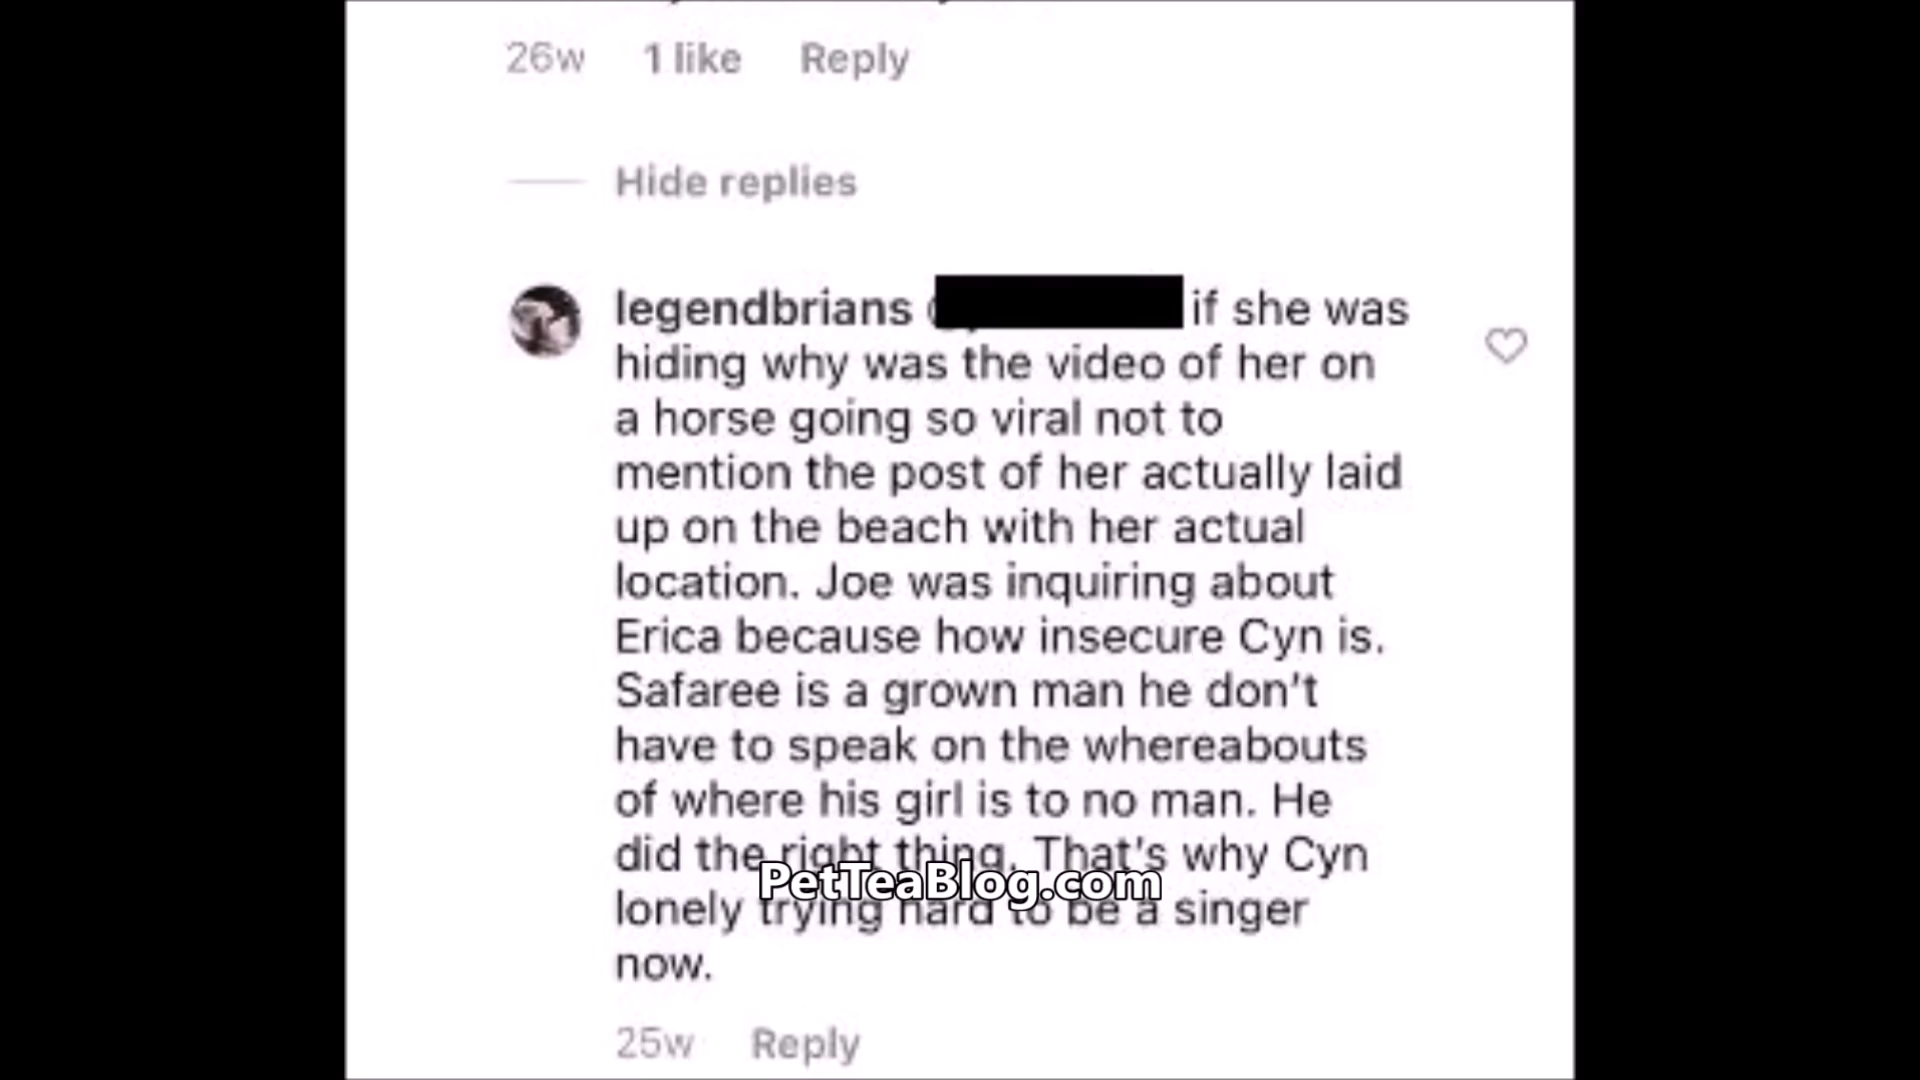 26w 1 like Reply
Hide replies
legendbrians if she was
hiding why was the video of her on
a horse going so viral not to
mention the post of her actually laid
up on the beach with her actual
location. Joe was inquiring about
Erica because how insecure Cyn is.
Safaree is a grown man he don't
have to speak on the whereabouts
of where his girl is to no man. He
did the right thing. That's why Cyn
PetTeaBlog.com
lonely trying hard to be a singer
now.
25w Reply